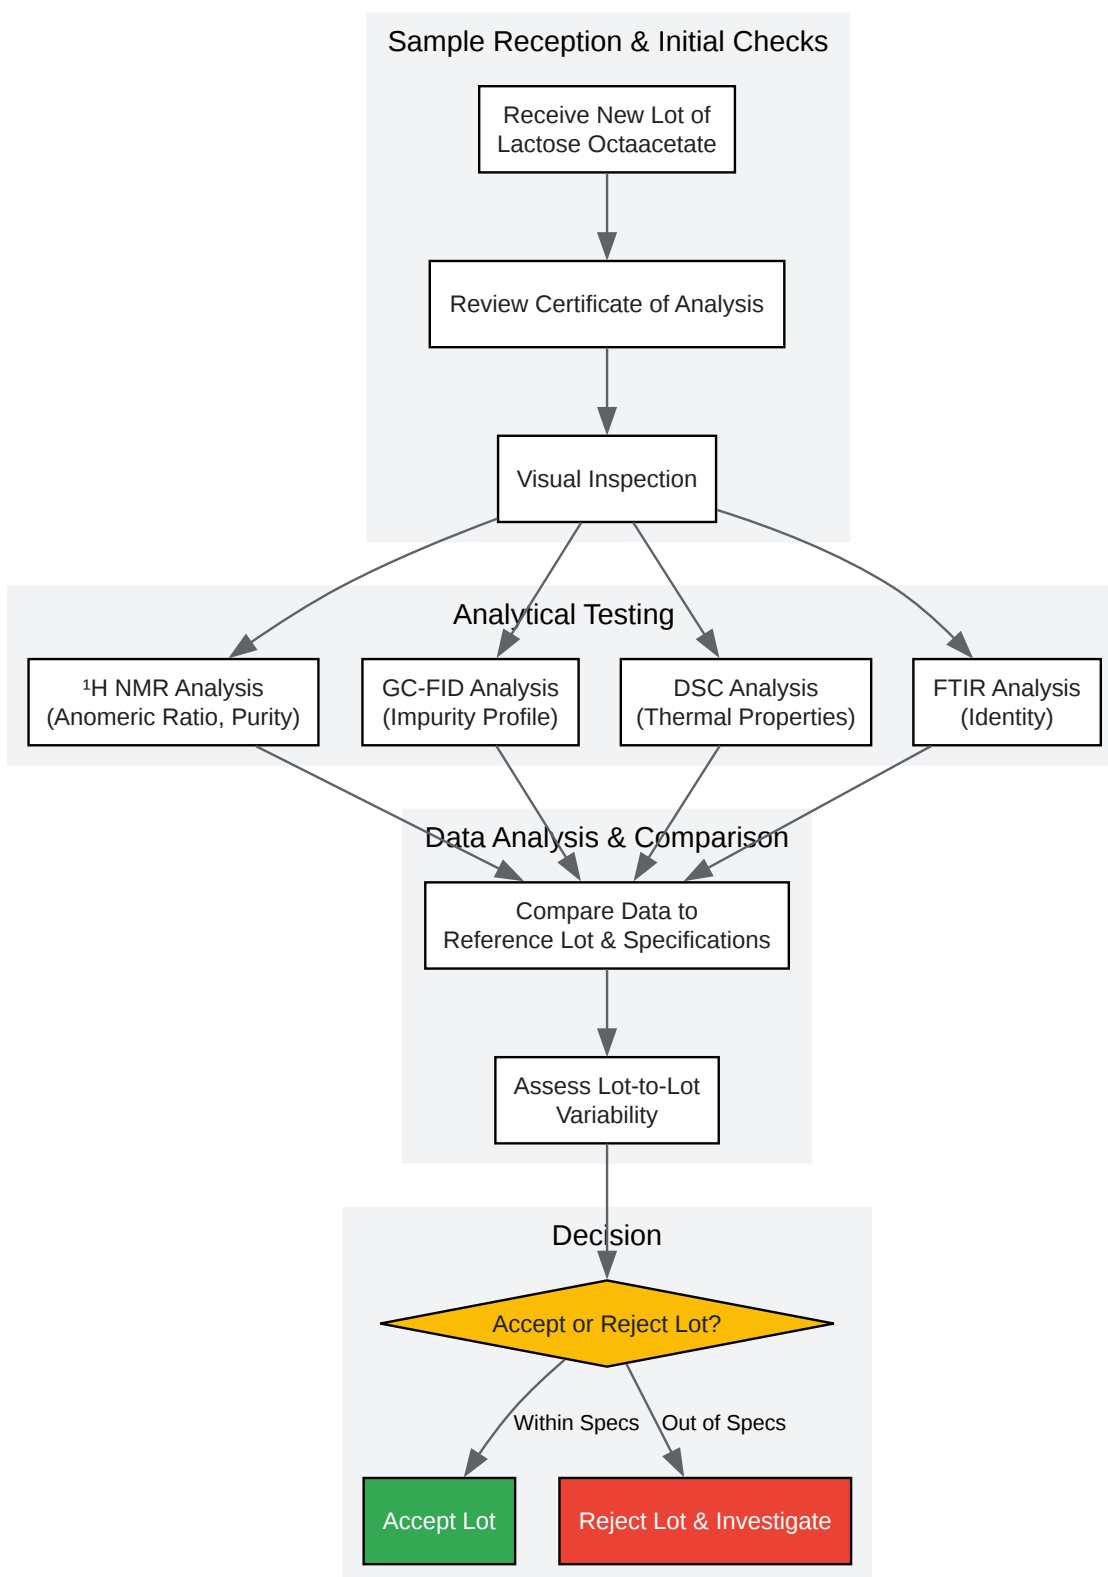 Sample Reception & Initial Checks
Receive New Lot of
Lactose Octaacetate
Review Certificate of Analysis
Visual Inspection
Analytical Testing
¹H NMR Analysis
(Anomeric Ratio, Purity)
GC-FID Analysis
(Impurity Profile)
DSC Analysis
(Thermal Properties)
FTIR Analysis
(Identity)
Data Analysis & Comparison
Compare Data to
Reference Lot & Specifications
Assess Lot-to-Lot
Variability
Decision
Accept or Reject Lot?
Within Specs
Out of Specs
Accept Lot
Reject Lot & Investigate